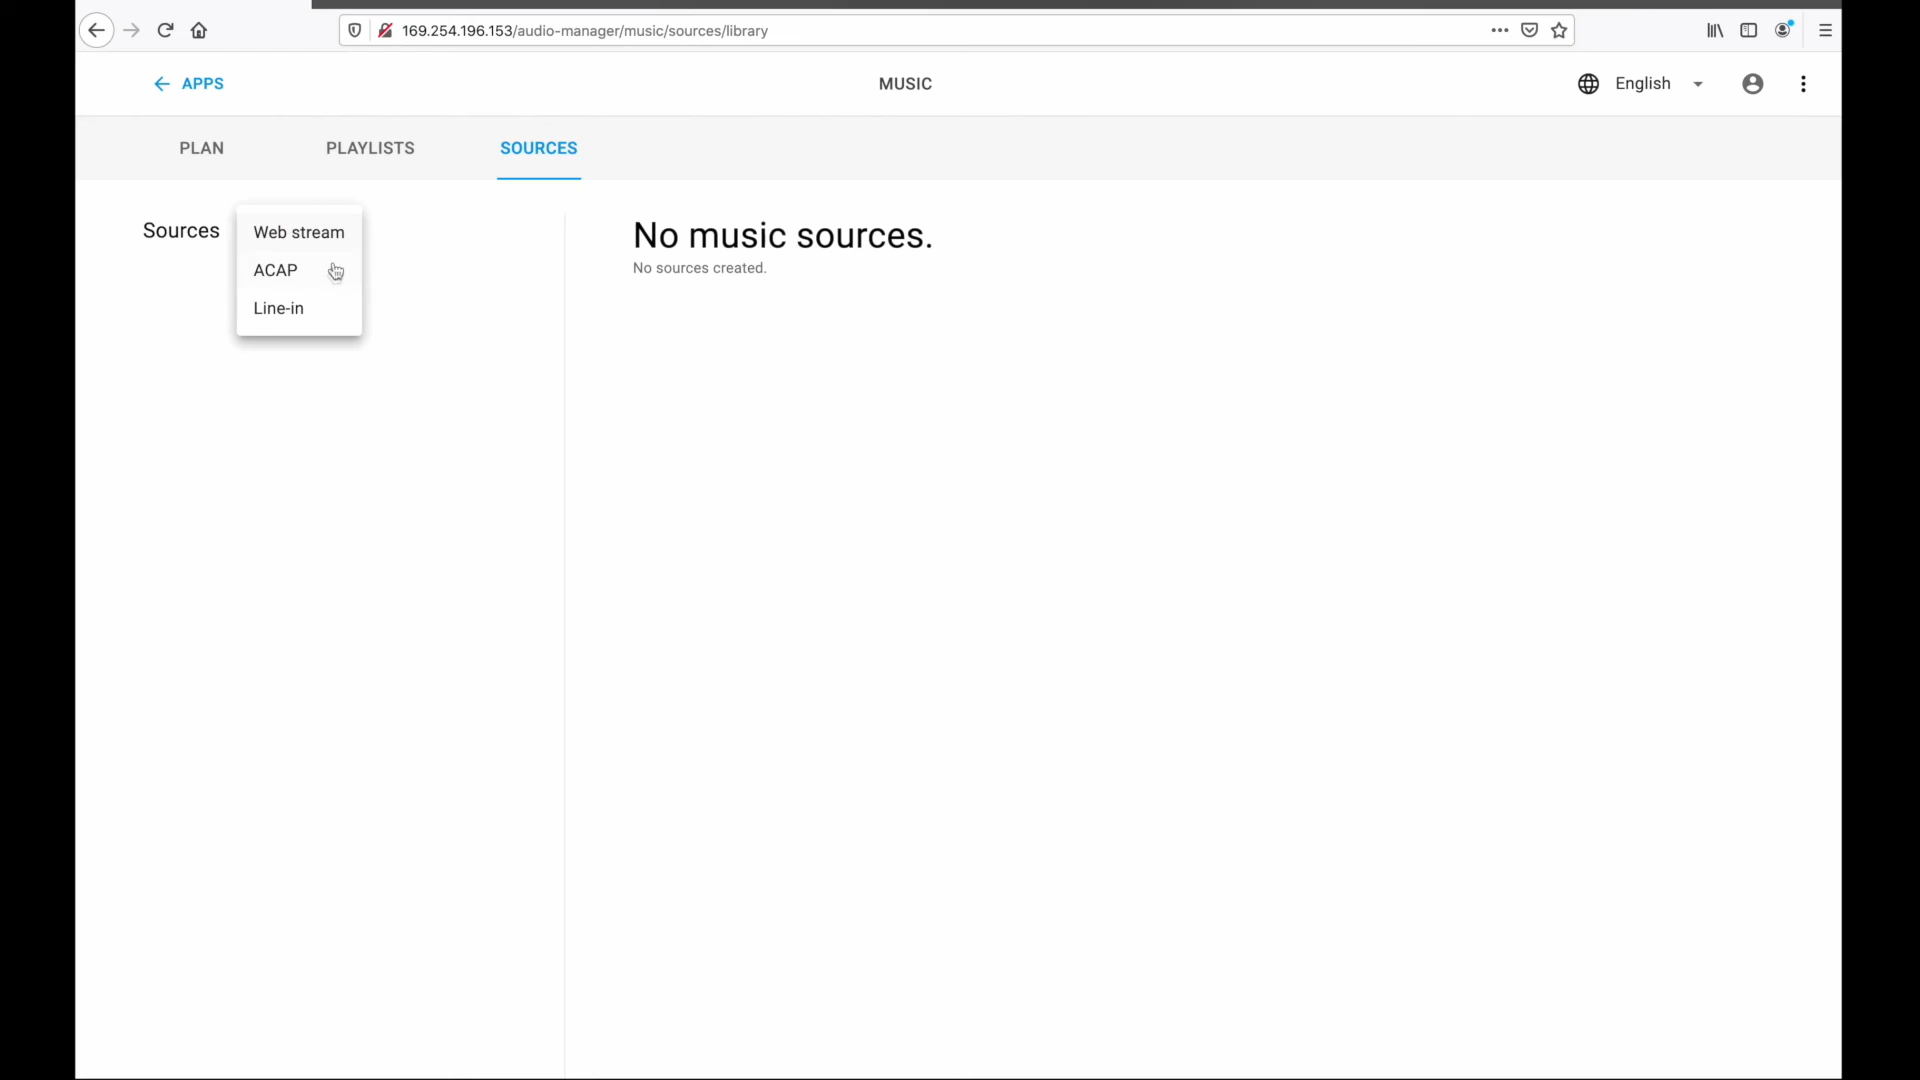 169.254.196.153/audio-manager/music/sources/library
APPS
MUSIC
English
PLAN
PLAYLISTS
SOURCES
Sources
Web stream
ACAP
Line-in
No music sources.
No sources created.